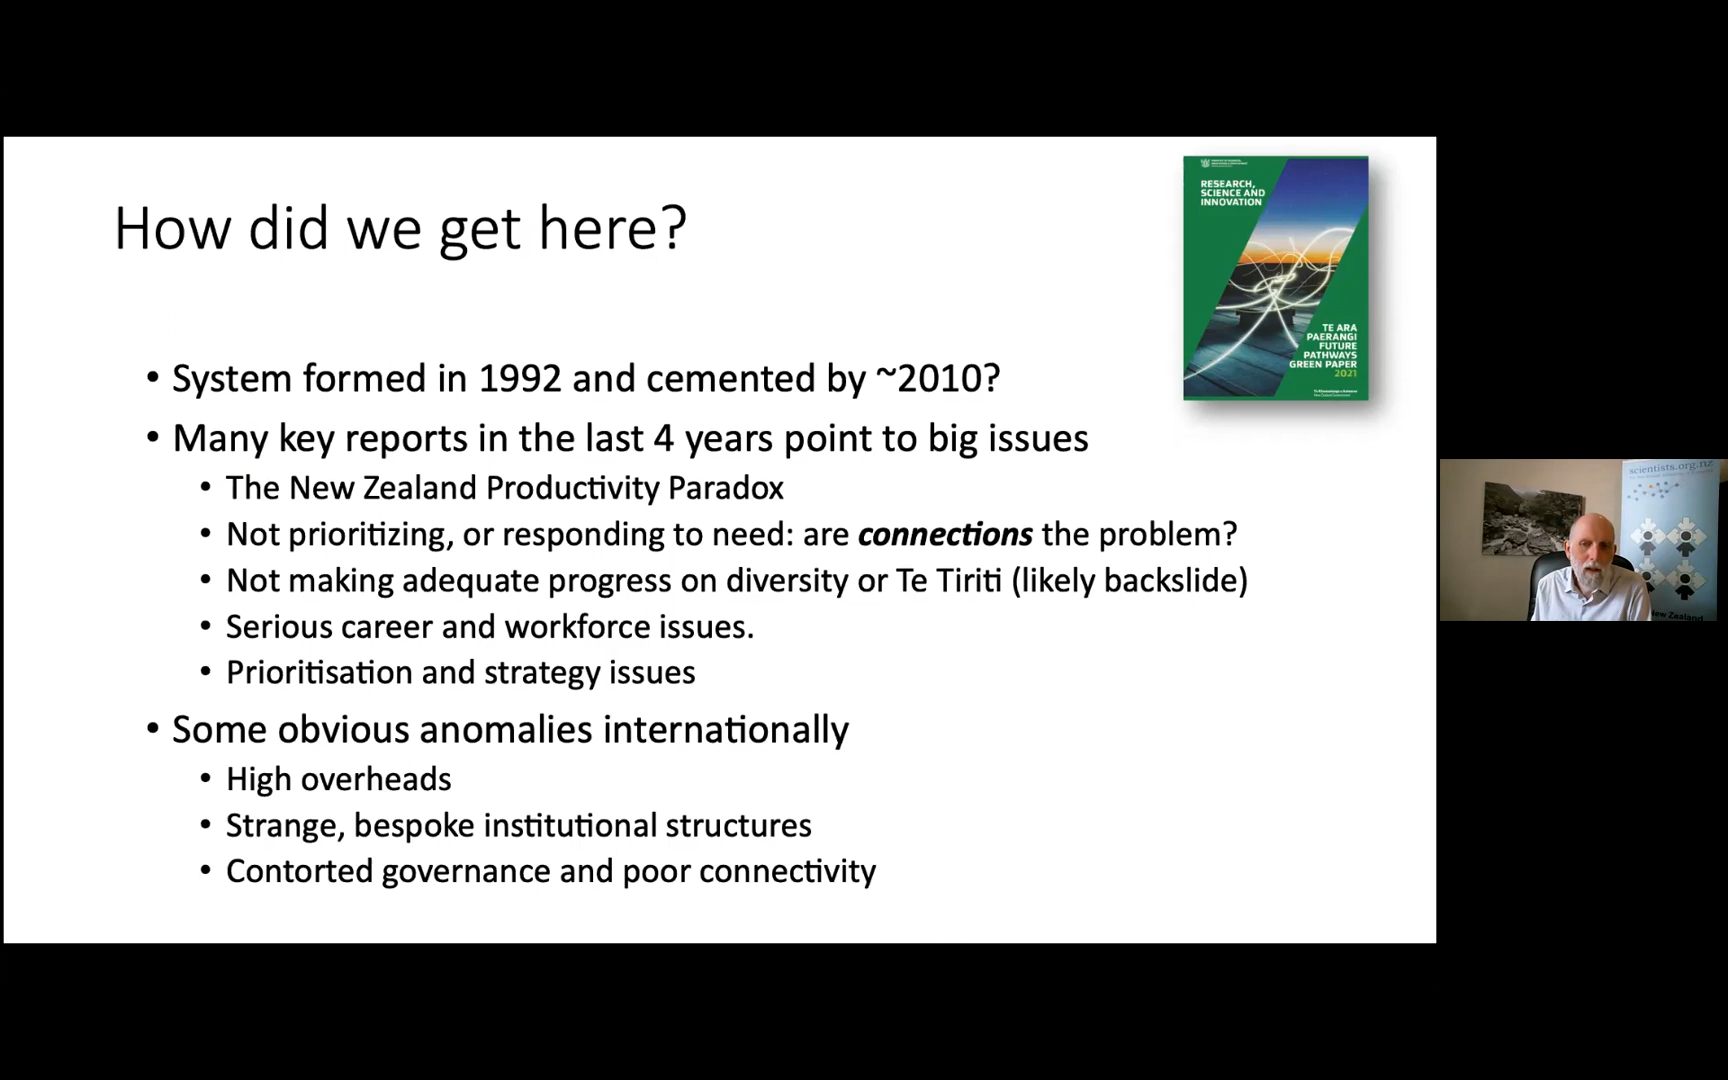 How did we get here?
• System formed in 1992 and cemented by ~2010?
• Many key reports in the last 4 years point to big issues
• The New Zealand Productivity Paradox
• Not prioritizing, or responding to need: are connections the problem?
• Not making adequate progress on diversity or Te Tiriti (likely backslide)
• Serious career and workforce issues.
• Prioritisation and strategy issues
• Some obvious anomalies internationally
• High overheads
• Strange, bespoke institutional structures
• Contorted governance and poor connectivity
RESEARCH,
SCIENCE AND
INNOVATION
TE ARA
PAERANGI
FUTURE
PATHWAYS
GREEN PAPER
2021
scientists.org.nz
New Zealand